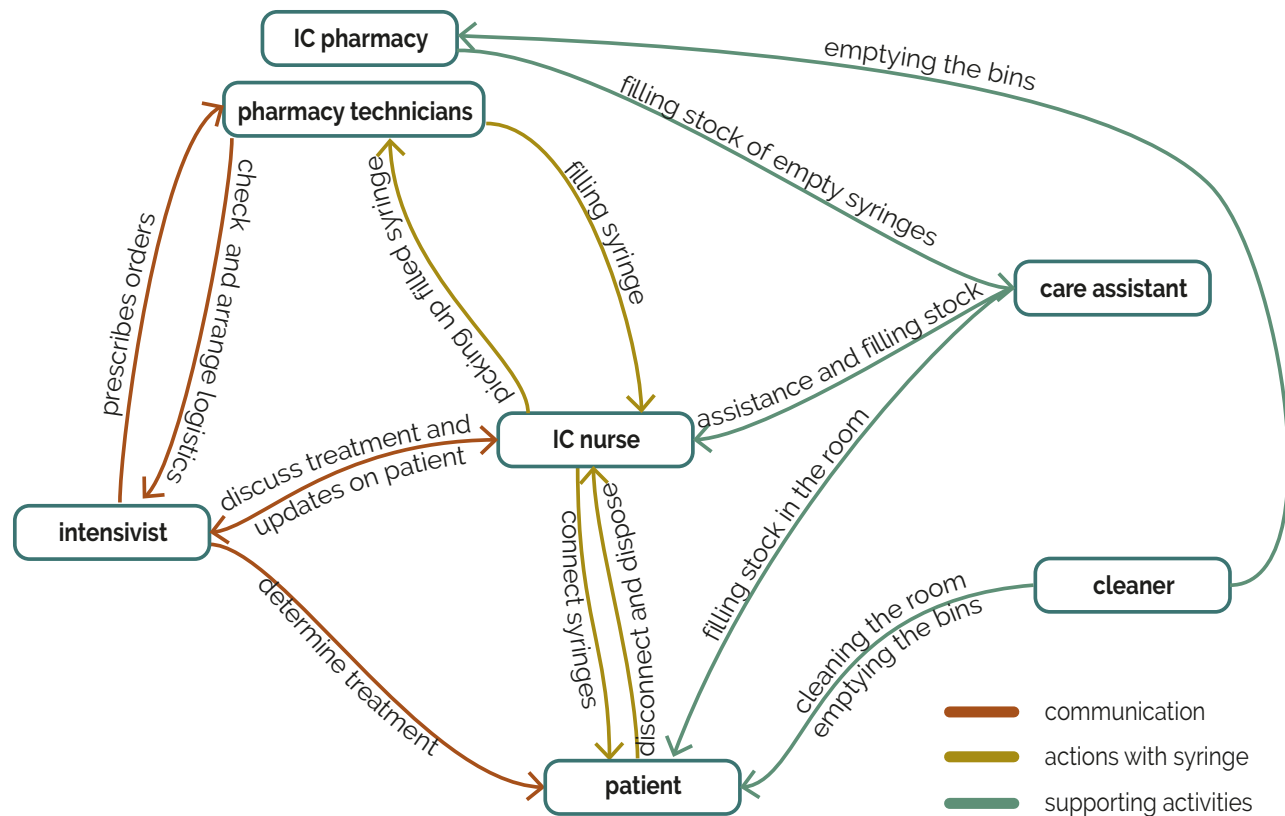 IC pharmacy
emptying the bins
filling stock of empty syringes
pharmacy technicians
prescribes orders
check and arrange logistics
picking up filled syringe
filling syringe
care assistant
assistance and filling stock
IC nurse
discuss treatment and
updates on patient
intensivist
determine treatment
connect syringes
disconnect and dispose
filling stock in the room
cleaner
cleaning the room
emptying the bins
patient
communication
actions with syringe
supporting activities